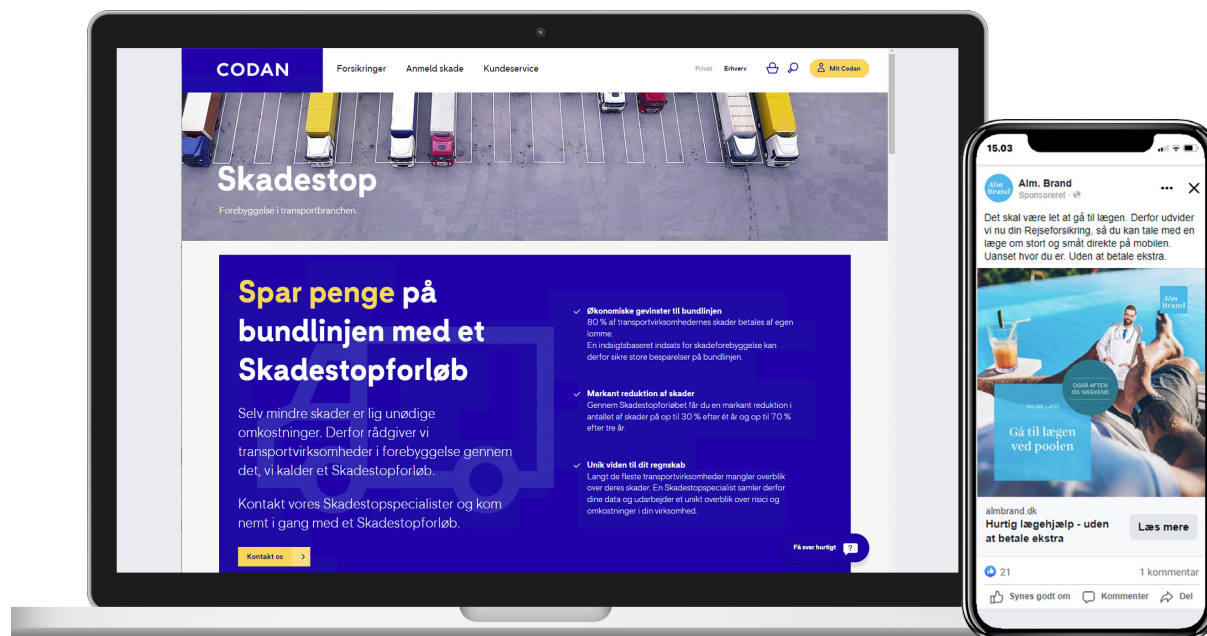 CODAN
Forsikringer Anmeld skade Kundeservice
Privat Erhverv Mit Codan
Skadestop
Forebyggelse i transportbranchen.
Spar penge på
bundlinjen med et
Skadestopforløb
Selv mindre skader er lig unødige
omkostninger. Derfor rådgiver vi
transportvirksomheder i forebyggelse gennem
det, vi kalder et Skadestopforløb.
Kontakt vores Skadestopspecialister og kom
nemt i gang med et Skadestopforløb.
Kontakt os
Økonomiske gevinster til bundlinjen
80 % af transportvirksomhedernes skader betales af egen
lomme.
En indsigtsbaseret indsats for skadeforebyggelse kan
derfor sikre store besparelser på bundlinjen.
Markant reduktion af skader
Gennem Skadestopforløbet får du en markant reduktion i
antallet af skader på op til 30 % efter ét år og op til 70 %
efter tre år.
Unik viden til dit regnskab
Langt de fleste transportvirksomheder mangler overblik
over deres skader. En Skadestopspecialist samler derfor
dine data og udarbejder et unikt overblik over risici og
omkostninger i din virksomhed.
Få svar hurtigt ?
15.03
Alm
Brand
Alm. Brand
Sponsoreret
Det skal være let at gå til lægen. Derfor udvider
vi nu din Rejseforsikring, så du kan tale med en
læge om stort og småt direkte på mobilen.
Uanset hvor du er. Uden at betale ekstra.
Alm
Brand
OGSÅ AFTEN
OG WEEKEND
ONLINE LÆGE
Gå til lægen
ved poolen
almbrand.dk
Hurtig lægehjælp - uden
at betale ekstra
Læs mere
21
1 kommentar
Synes godt om Kommenter Del